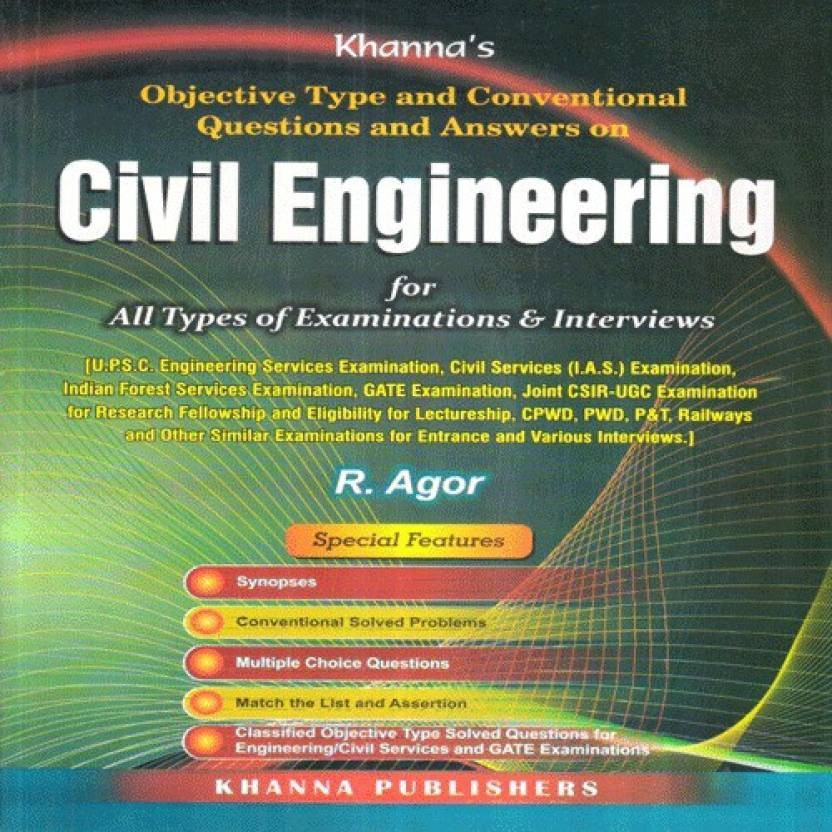 Khanna's
Objective Type and Conventional
Questions and Answers on
Civil Engineering
for
All Types of Examinations & Interviews
[U.P.S.C. Engineering Services Examination, Civil Services (I.A.S.) Examination,
Indian Forest Services Examination, GATE Examination, Joint CSIR-UGC Examination
for Research Fellowship and Eligibility for Lectureship, CPWD, PWD, P&T, Railways
and Other Similar Examinations for Entrance and Various Interviews.]
R. Agor
Special Features
Synopses
Conventional Solved Problems
Multiple Choice Questions
Match the List and Assertion
Classified Objective Type Solved Questions for
Engineering/Civil Services and GATE Examinations
KHANNA PUBLISHERS